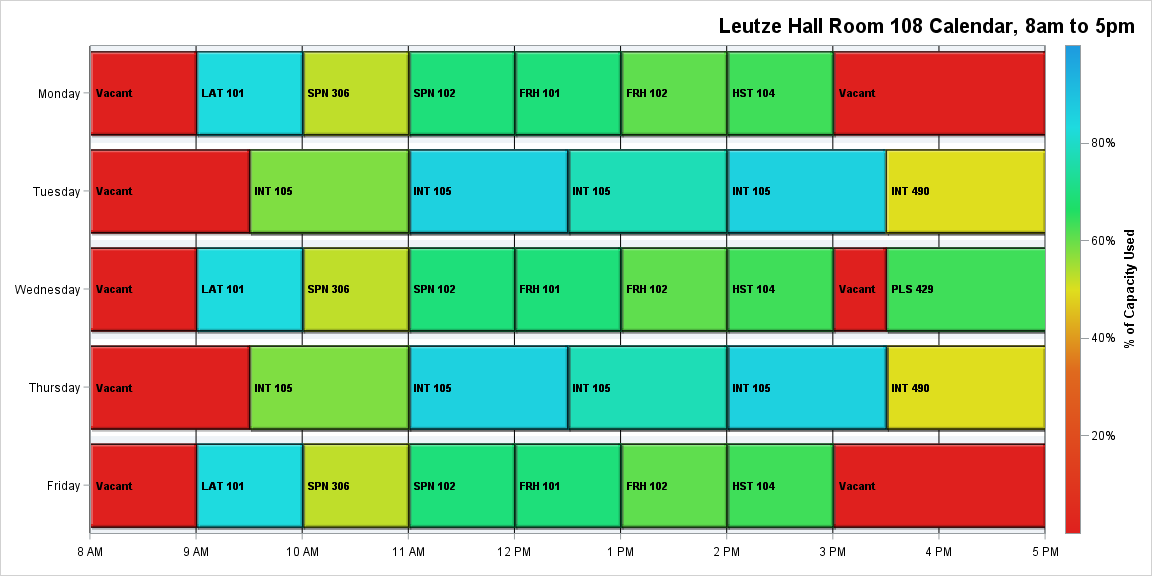 Leutze Hall Room 108 Calendar, 8am to 5pm
Monday
Vacant
LAT 101
SPN 306
SPN 102
FRH 101
FRH 102
HST 104
Vacant
Tuesday
Vacant
INT 105
INT 105
INT 105
INT 105
INT 490
Wednesday
Vacant
LAT 101
SPN 306
SPN 102
FRH 101
FRH 102
HST 104
Vacant
PLS 429
Thursday
Vacant
INT 105
INT 105
INT 105
INT 105
INT 490
Friday
Vacant
LAT 101
SPN 306
SPN 102
FRH 101
FRH 102
HST 104
Vacant
8 AM
9 AM
10 AM
11 AM
12 PM
1 PM
2 PM
3 PM
4 PM
5 PM
80%
60%
40%
20%
% of Capacity Used